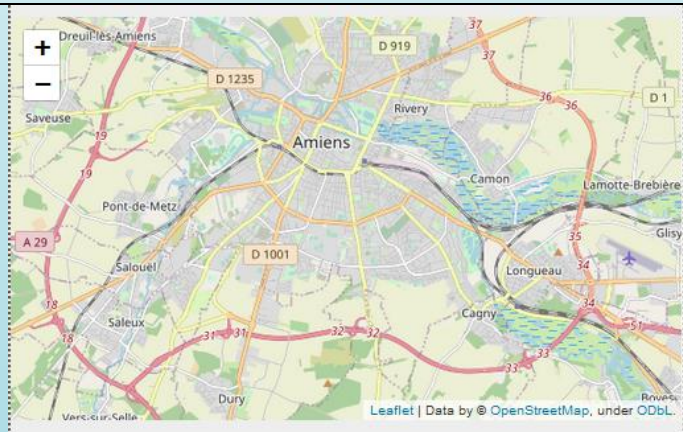 Dreuil-lès-Amiens
37
+
D 919
−
D 1235
37
36
36
D 1
Saveuse
Rivery
19
Amiens
19
Camon
Lamotte-Brebière
Pont-de-Metz
Glisy
A 29
35
D 1001
Salouël
34
Longueau
18
34
Cagny
Saleux
31
31
32
32
51
18
33
33
Dury
Boves
Vers-sur-Selle
Leaflet | Data by © OpenStreetMap, under ODbL.